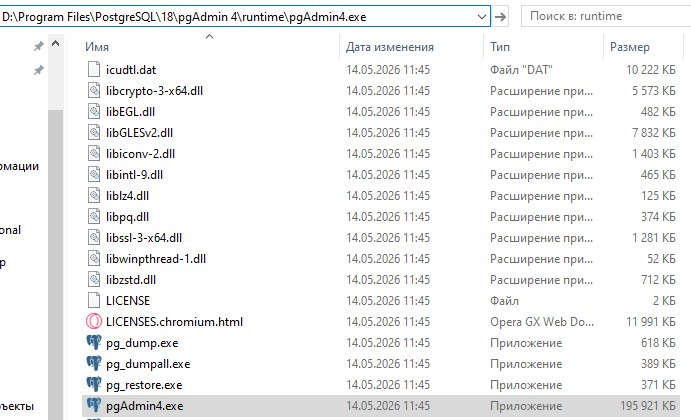 D:\Program Files\PostgreSQL\18\pgAdmin 4\runtime\pgAdmin4.exe
Поиск в: runtime
Имя Дата изменения Тип Размер
icudtl.dat 14.05.2026 11:45 Файл "DAT" 10 222 КБ
libcrypto-3-x64.dll 14.05.2026 11:45 Расширение при... 5 573 КБ
libEGL.dll 14.05.2026 11:45 Расширение при... 482 КБ
libGLESv2.dll 14.05.2026 11:45 Расширение при... 7 832 КБ
libiconv-2.dll 14.05.2026 11:45 Расширение при... 1 403 КБ
рмации
libintl-9.dll 14.05.2026 11:45 Расширение при... 465 КБ
liblz4.dll 14.05.2026 11:45 Расширение при... 125 КБ
libpq.dll 14.05.2026 11:45 Расширение при... 374 КБ
onal
libssl-3-x64.dll 14.05.2026 11:45 Расширение при... 1 281 КБ
libwinpthread-1.dll 14.05.2026 11:45 Расширение при... 52 КБ
р
libzstd.dll 14.05.2026 11:45 Расширение при... 712 КБ
LICENSE 14.05.2026 11:45 Файл 2 КБ
LICENSES.chromium.html 14.05.2026 11:45 Opera GX Web Do... 11 991 КБ
pg_dump.exe 14.05.2026 11:45 Приложение 618 КБ
pg_dumpall.exe 14.05.2026 11:45 Приложение 389 КБ
pg_restore.exe 14.05.2026 11:45 Приложение 371 КБ
ъекты
pgAdmin4.exe 14.05.2026 11:45 Приложение 195 921 КБ